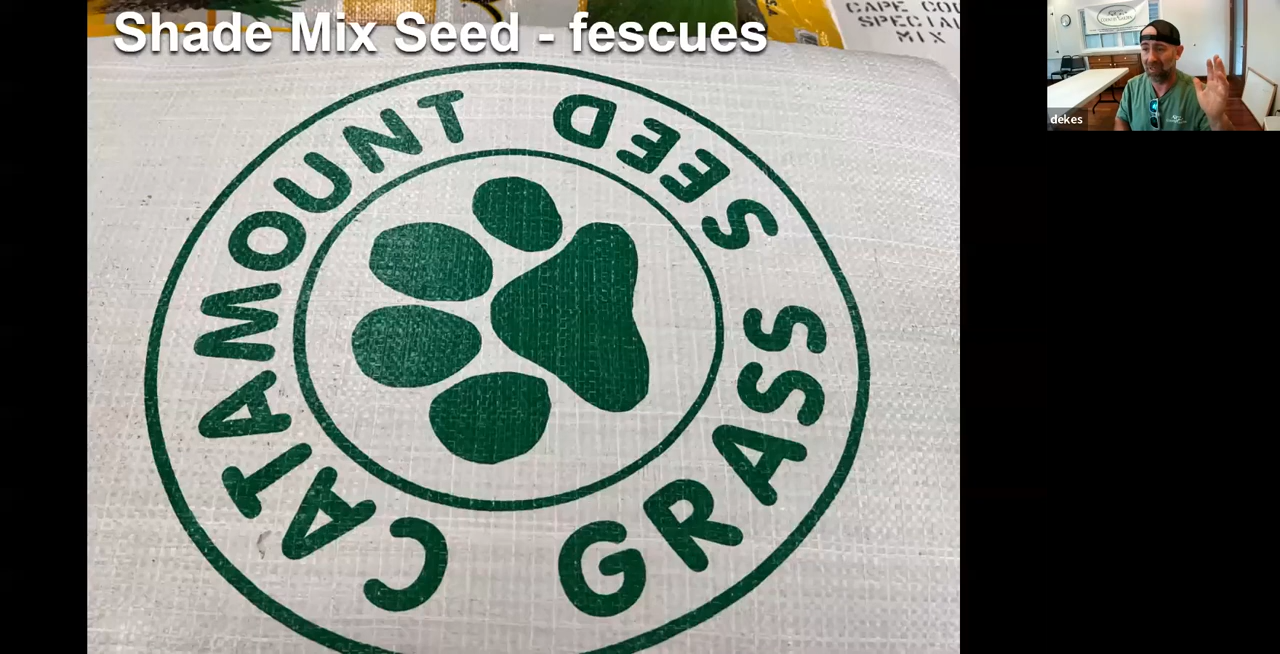 Shade Mix Seed - fescues
CAPE COD
SPECIAL
MIX
CATAMOUNT
GRASS SEED
dekes